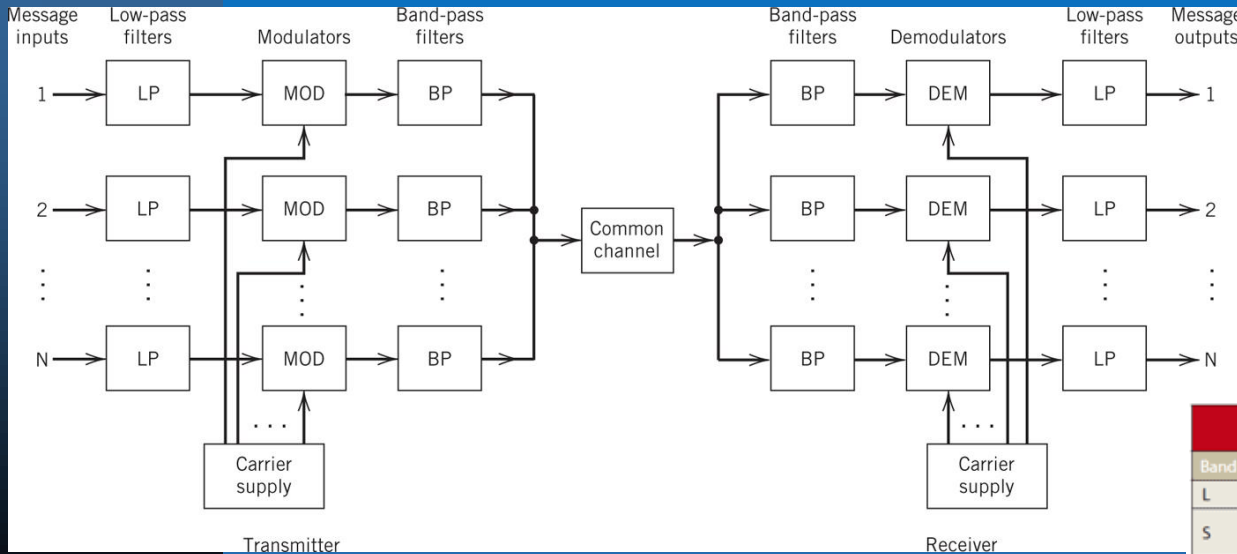 Message inputs
Low-pass filters
Modulators
Band-pass filters
Band-pass filters
Demodulators
Low-pass filters
Message outputs
1 LP MOD BP BP DEM LP 1
2 LP MOD BP BP DEM LP 2
Common channel
N LP MOD BP BP DEM LP N
Carrier supply
Carrier supply
Transmitter
Receiver
Band
L
S